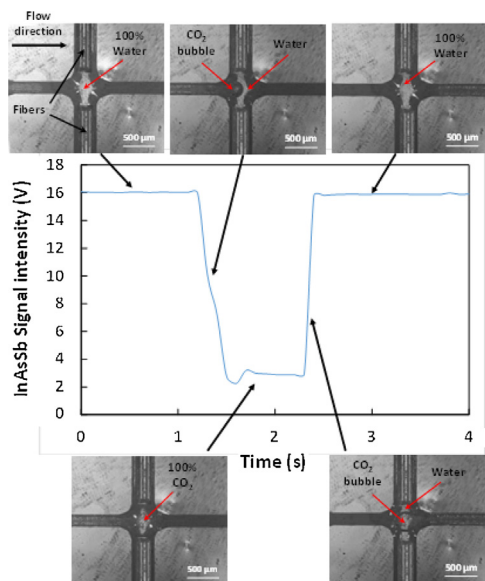 Flow
direction
100%
Water
Fibers
500 µm
CO2
bubble
Water
500 µm
100%
Water
500 µm
InAsSb Signal intensity (V)
18
16
14
12
10
8
6
4
2
0
0
1
2
3
4
Time (s)
100%
CO2
500 µm
CO2
bubble
Water
500 µm